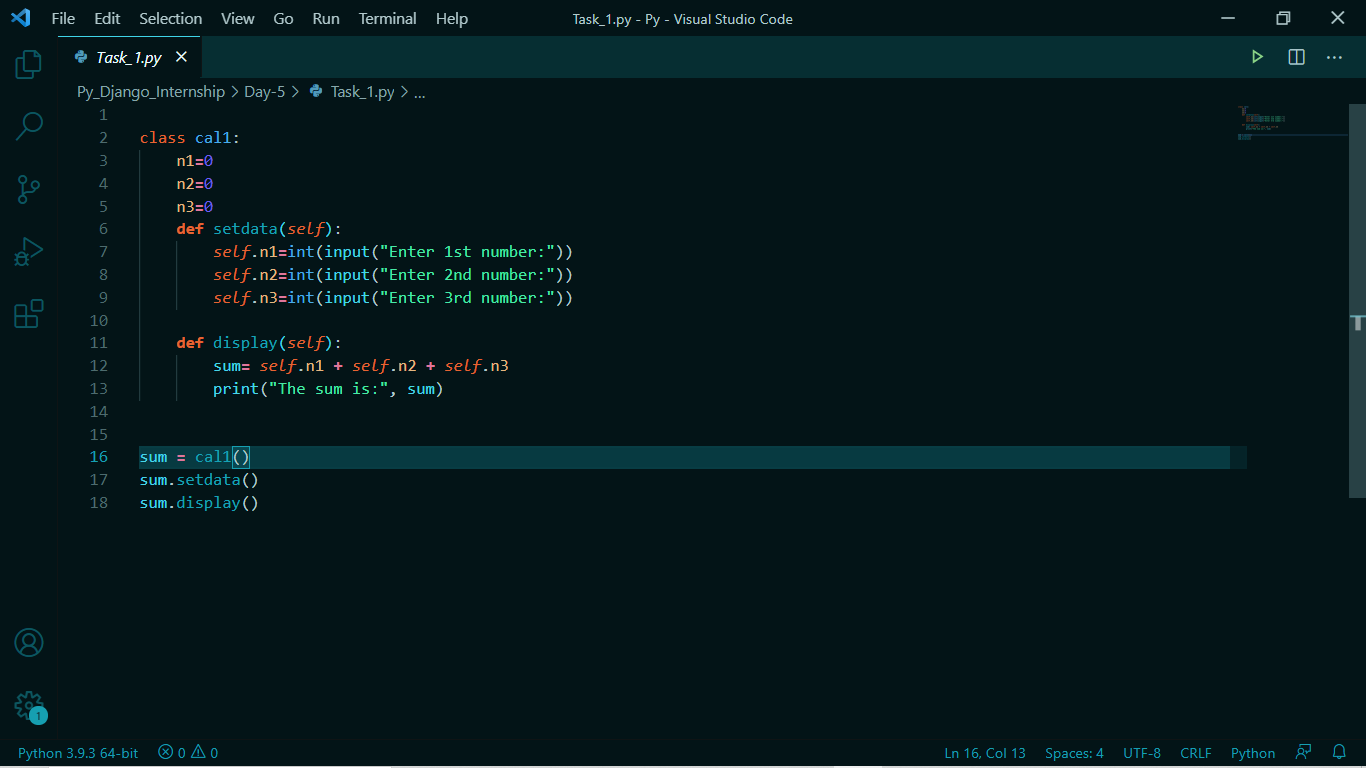 File Edit Selection View Go Run Terminal Help Task_1.py - Py - Visual Studio Code
Task_1.py
Py_Django_Internship > Day-5 > Task_1.py > ...
1
2 class cal1:
3     n1=0
4     n2=0
5     n3=0
6     def setdata(self):
7         self.n1=int(input("Enter 1st number:"))
8         self.n2=int(input("Enter 2nd number:"))
9         self.n3=int(input("Enter 3rd number:"))
10
11     def display(self):
12         sum= self.n1 + self.n2 + self.n3
13         print("The sum is:", sum)
14
15
16 sum = cal1()
17 sum.setdata()
18 sum.display()
1
Python 3.9.3 64-bit 0 0 Ln 16, Col 13 Spaces: 4 UTF-8 CRLF Python